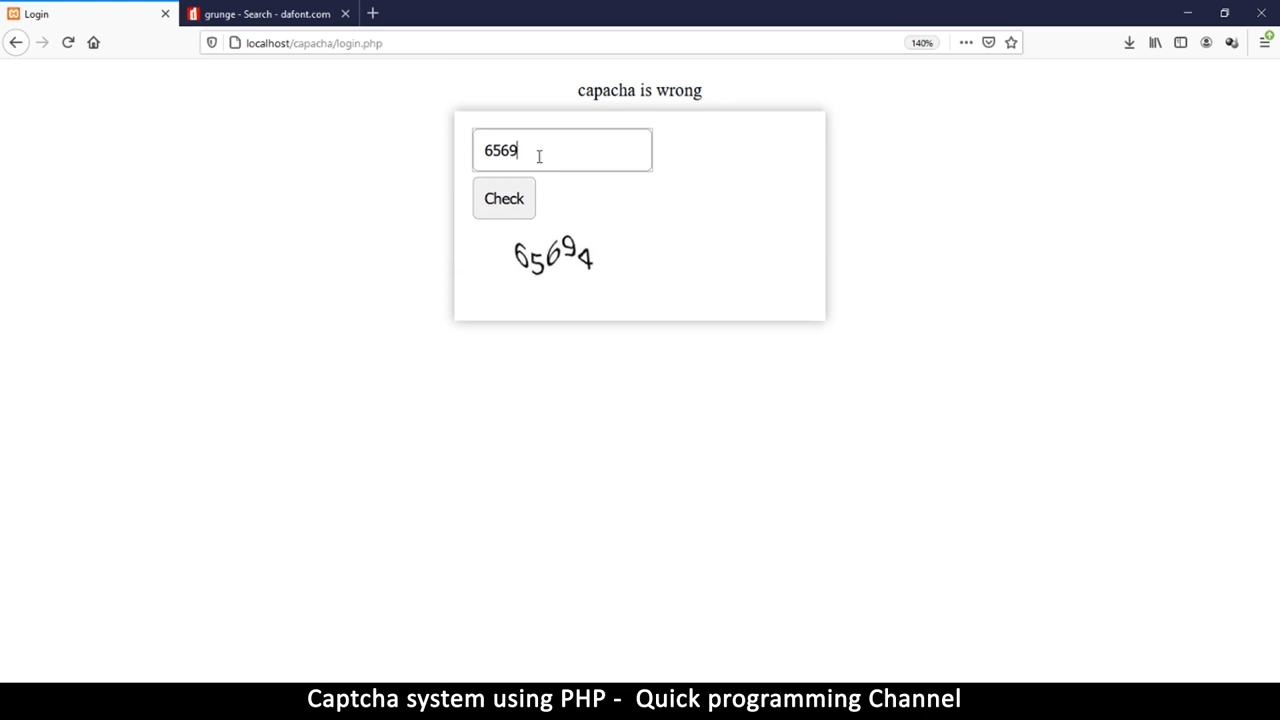 Login
grunge - Search - dafont.com
localhost/capacha/login.php
140%
capacha is wrong
6569
Check
65694
Captcha system using PHP - Quick programming Channel